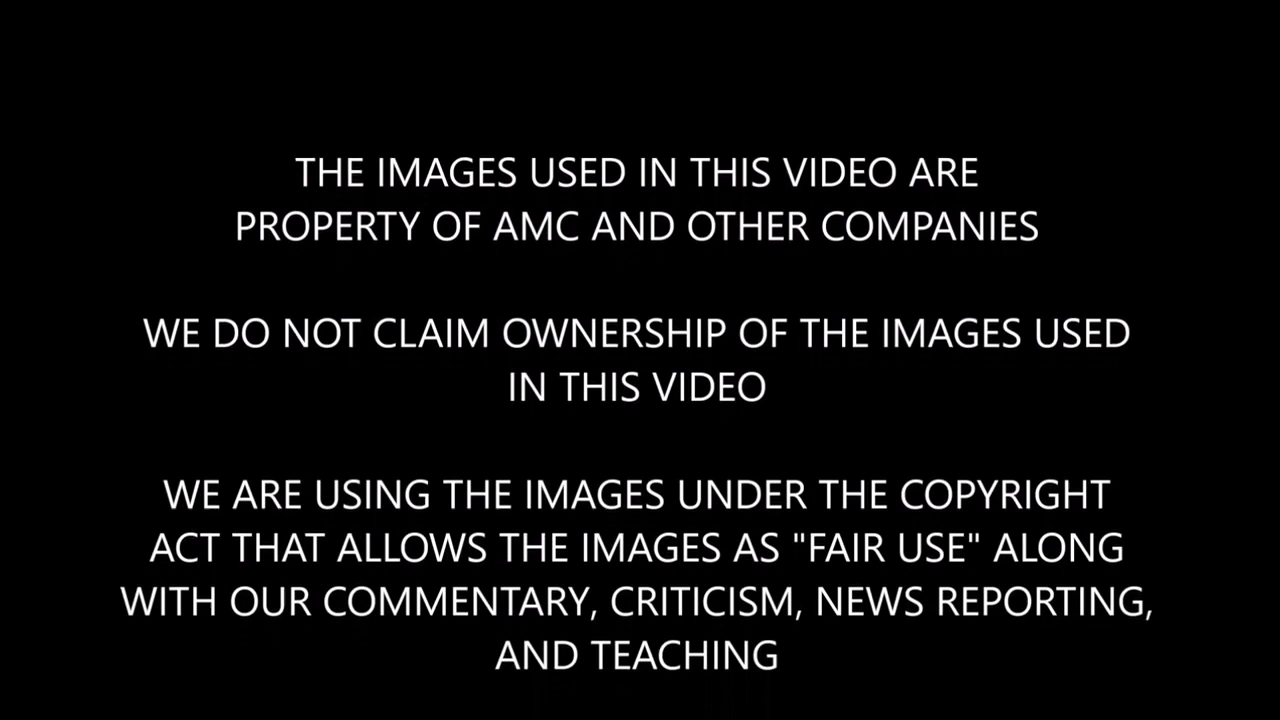 THE IMAGES USED IN THIS VIDEO ARE
PROPERTY OF AMC AND OTHER COMPANIES
WE DO NOT CLAIM OWNERSHIP OF THE IMAGES USED
IN THIS VIDEO
WE ARE USING THE IMAGES UNDER THE COPYRIGHT
ACT THAT ALLOWS THE IMAGES AS "FAIR USE" ALONG
WITH OUR COMMENTARY, CRITICISM, NEWS REPORTING,
AND TEACHING